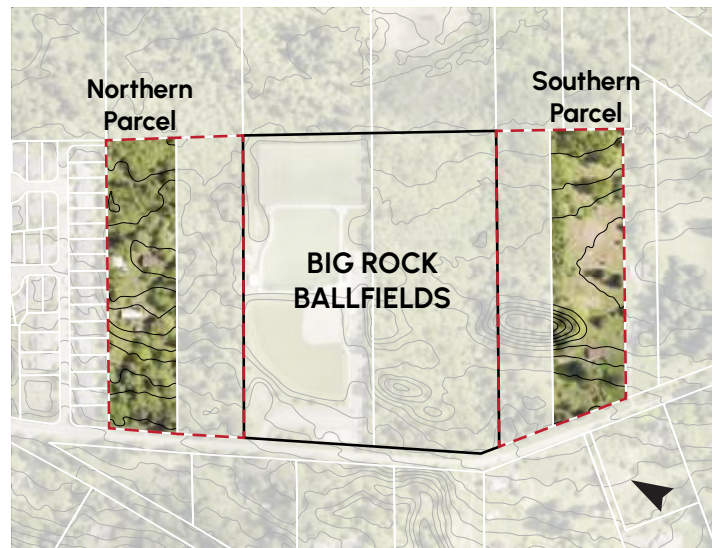 Northern
Parcel
Southern
Parcel
BIG ROCK
BALLFIELDS